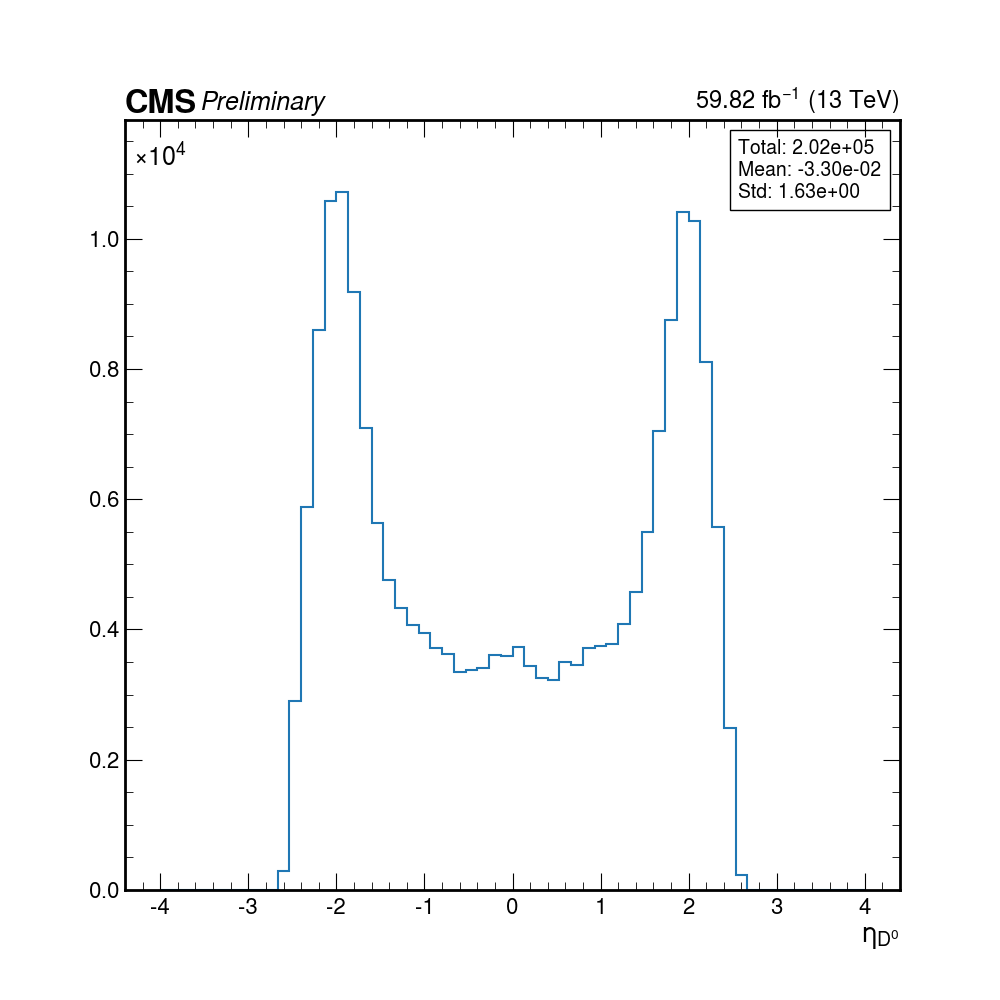 CMS Preliminary
59.82 fb⁻¹ (13 TeV)
×10⁴
Total: 2.02e+05
Mean: -3.30e-02
Std: 1.63e+00
1.0
0.8
0.6
0.4
0.2
0.0
-4 -3 -2 -1 0 1 2 3 4
η_D⁰